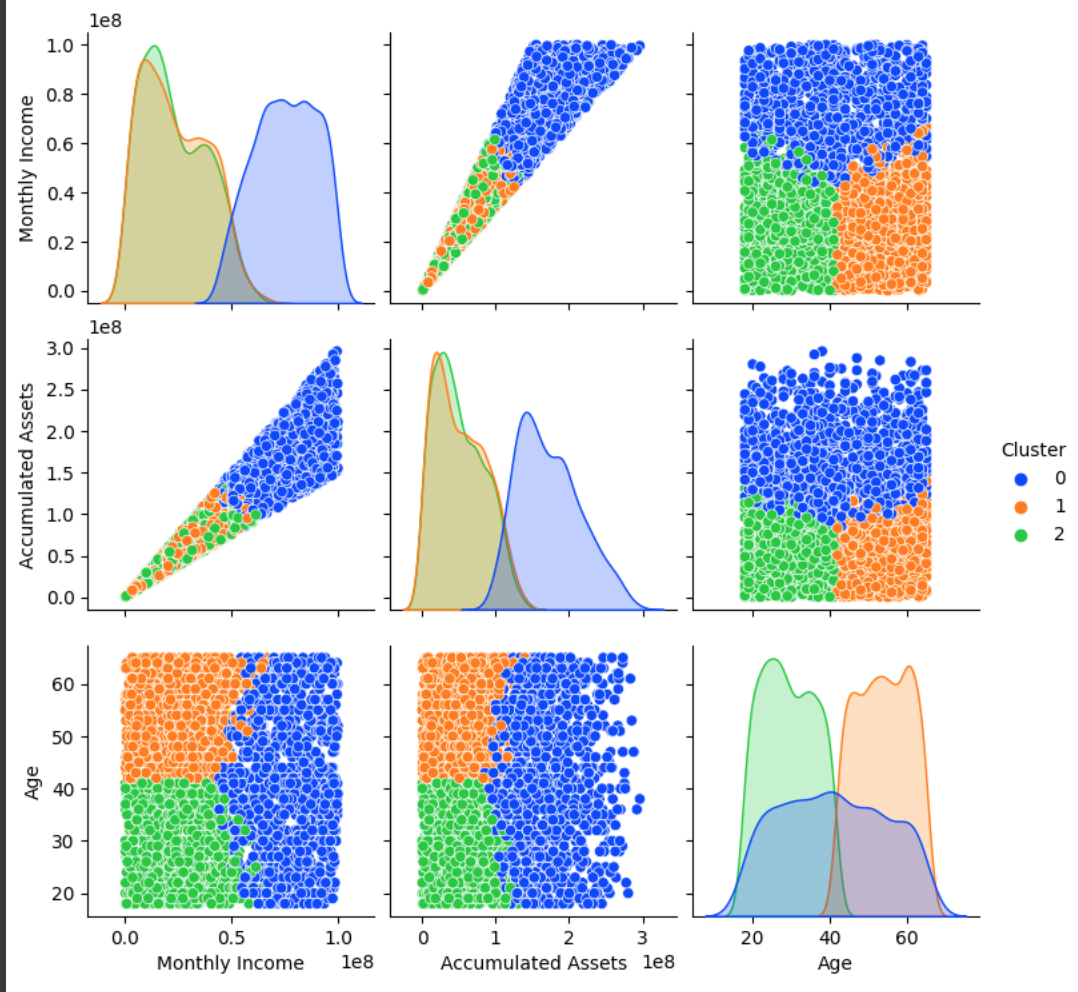 1e8
1.0
0.8
0.6
0.4
0.2
0.0
Monthly Income
1e8
3.0
2.5
2.0
1.5
1.0
0.5
0.0
Accumulated Assets
Cluster
0
1
2
60
50
40
30
20
Age
0.0 0.5 1.0
1e8
Monthly Income
0 1 2 3
1e8
Accumulated Assets
20 40 60
Age